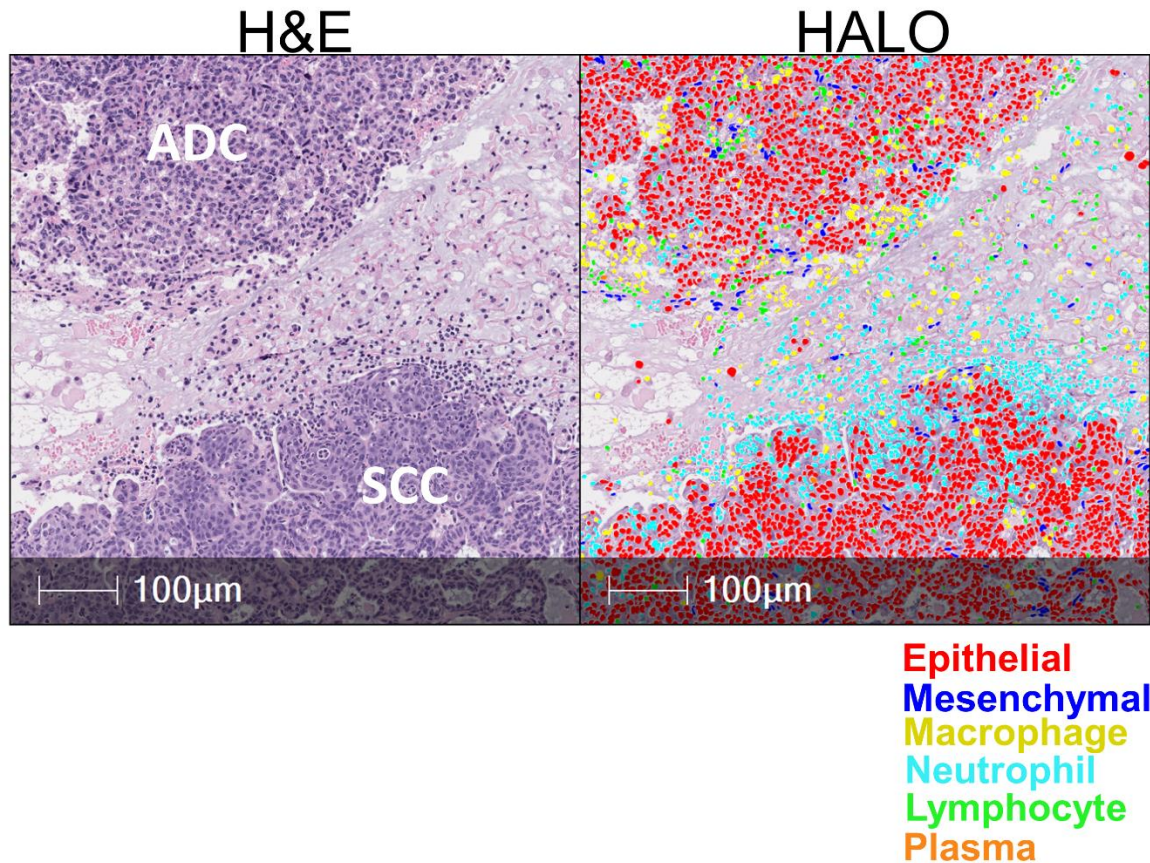 H&E
HALO
ADC
SCC
100μm
100μm
Epithelial
Mesenchymal
Macrophage
Neutrophil
Lymphocyte
Plasma